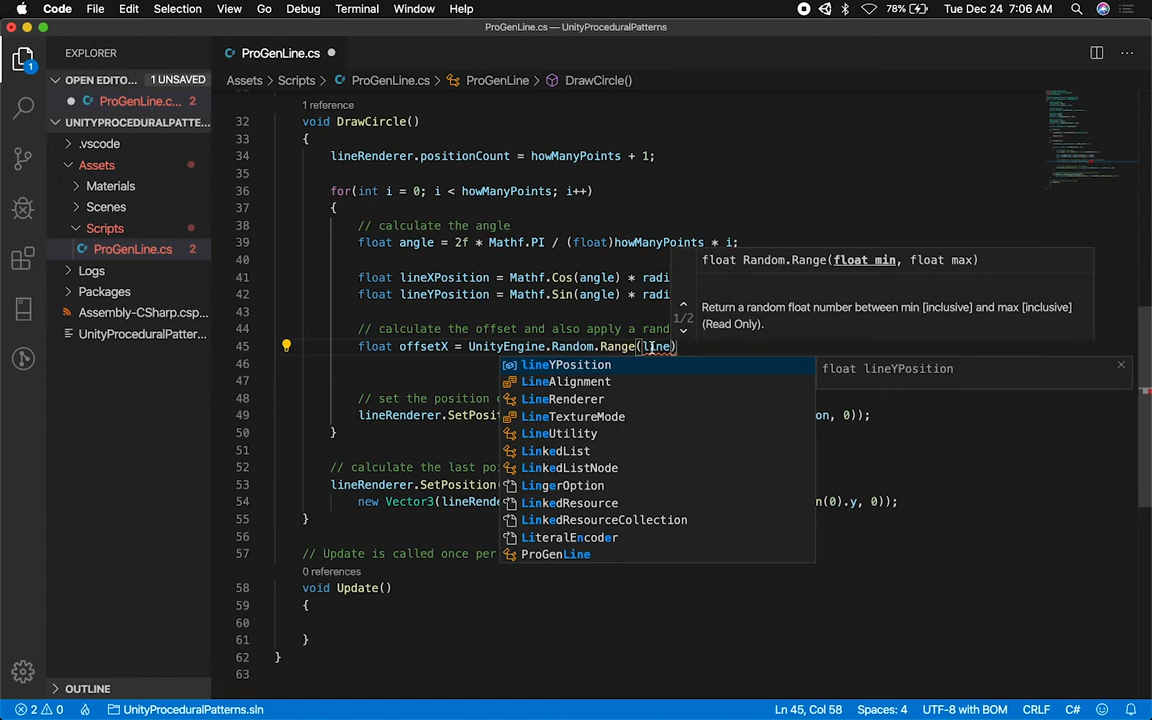 Code File Edit Selection View Go Debug Terminal Window Help 78% Tue Dec 24 7:06 AM
ProGenLine.cs — UnityProceduralPatterns
EXPLORER
ProGenLine.cs
OPEN EDITO... 1 UNSAVED
Assets > Scripts > ProGenLine.cs > ProGenLine > DrawCircle()
1
ProGenLine.c... 2
UNITYPROCEDURALPATTE...
.vscode
Assets
Materials
Scenes
Scripts
ProGenLine.cs 2
Logs
Packages
Assembly-CSharp.csp...
UnityProceduralPatter...
OUTLINE
1 reference
32 void DrawCircle()
33 {
34 lineRenderer.positionCount = howManyPoints + 1;
35
36 for(int i = 0; i < howManyPoints; i++)
37 {
38 // calculate the angle
39 float angle = 2f * Mathf.PI / (float)howManyPoints * i;
40
41 float lineXPosition = Mathf.Cos(angle) * radi
42 float lineYPosition = Mathf.Sin(angle) * radi
43
44 // calculate the offset and also apply a rand
45 float offsetX = UnityEngine.Random.Range(line)
46
47
48 // set the position o
49 lineRenderer.SetPosit on, 0));
50 }
51
52 // calculate the last po
53 lineRenderer.SetPosition(
54 new Vector3(lineRende n(0).y, 0));
55 }
56
57 // Update is called once per
0 references
58 void Update()
59 {
60
61 }
62 }
63
float Random.Range(float min, float max)
1/2
Return a random float number between min [inclusive] and max [inclusive]
(Read Only).
lineYPosition
LineAlignment
LineRenderer
LineTextureMode
LineUtility
LinkedList
LinkedListNode
LingerOption
LinkedResource
LinkedResourceCollection
LiteralEncoder
ProGenLine
float lineYPosition
2 0 UnityProceduralPatterns.sln Ln 45, Col 58 Spaces: 4 UTF-8 with BOM CRLF C#